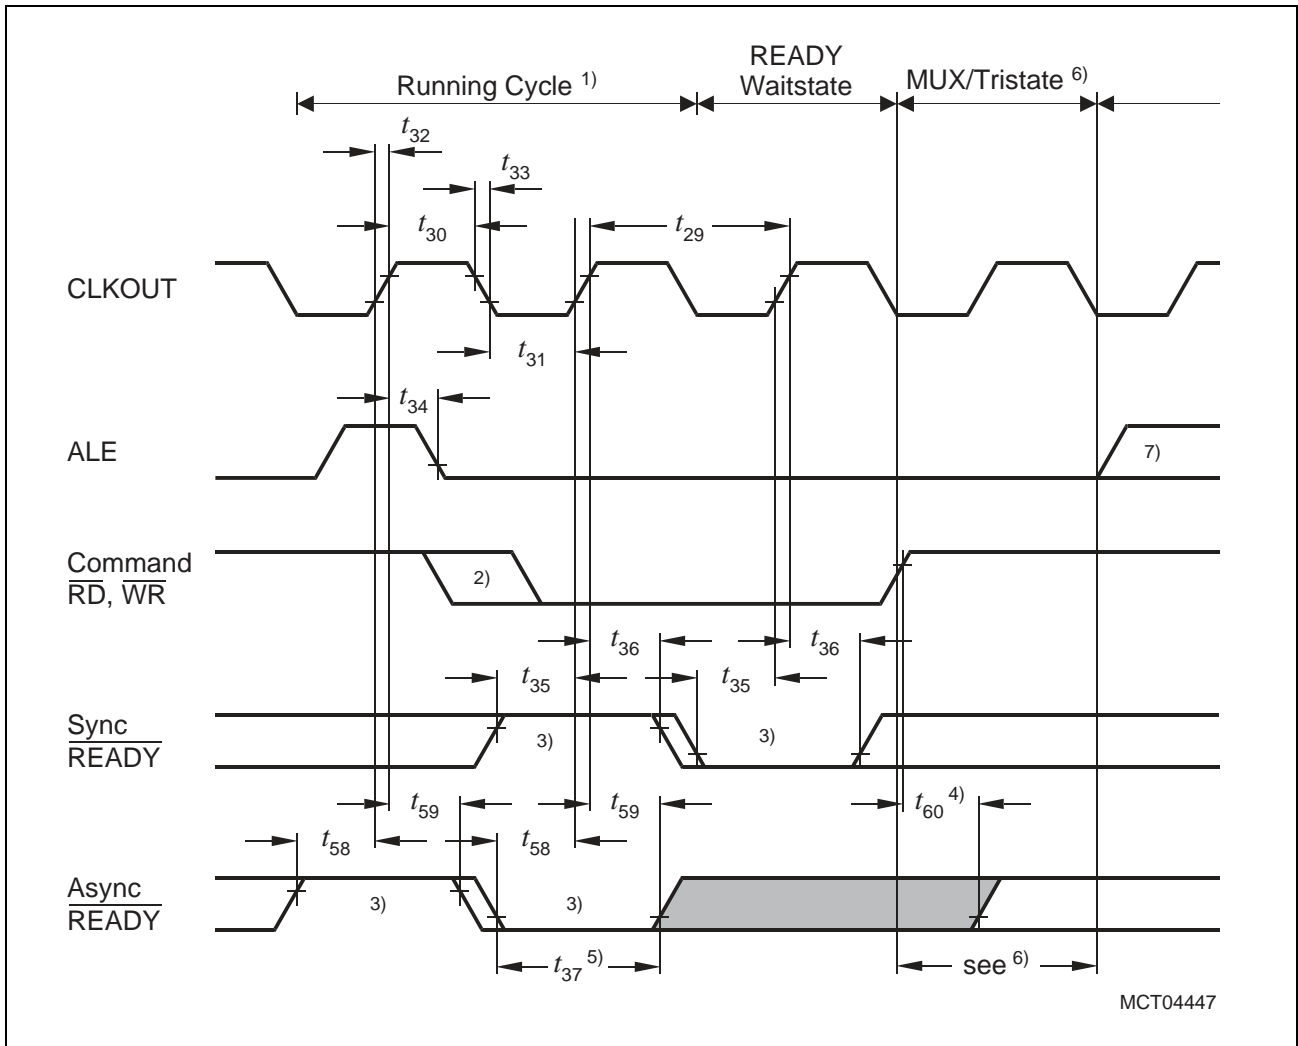 READY
Running Cycle 1)
Waitstate
MUX/Tristate 6)
t32
t33
t30
t29
CLKOUT
t31
t34
ALE
7)
Command
RD, WR
2)
t36
t36
t35
t35
Sync
READY
3)
3)
t59
t59
t60 4)
t58
t58
Async
READY
3)
3)
t37 5)
see 6)
MCT04447